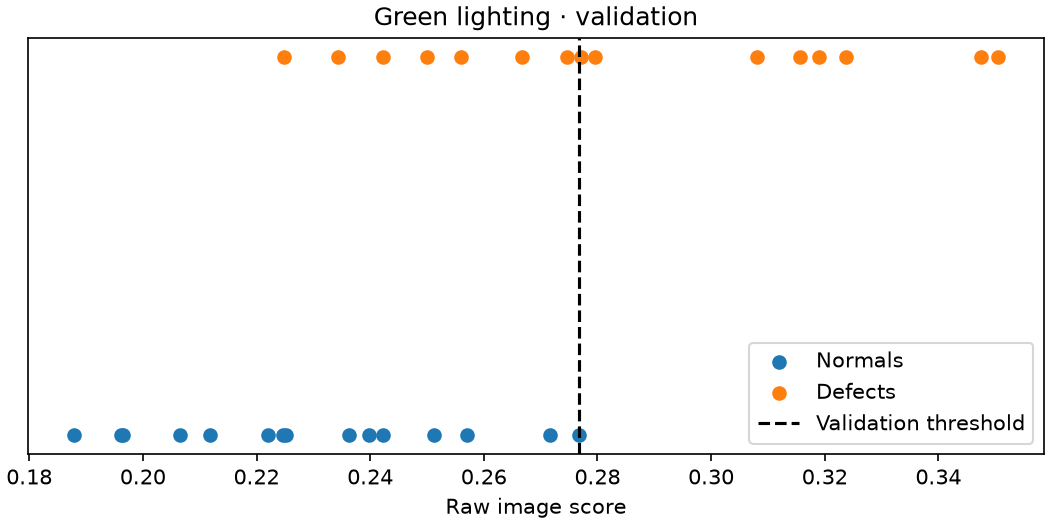 Green lighting · validation
Normals
Defects
Validation threshold
0.18 0.20 0.22 0.24 0.26 0.28 0.30 0.32 0.34
Raw image score